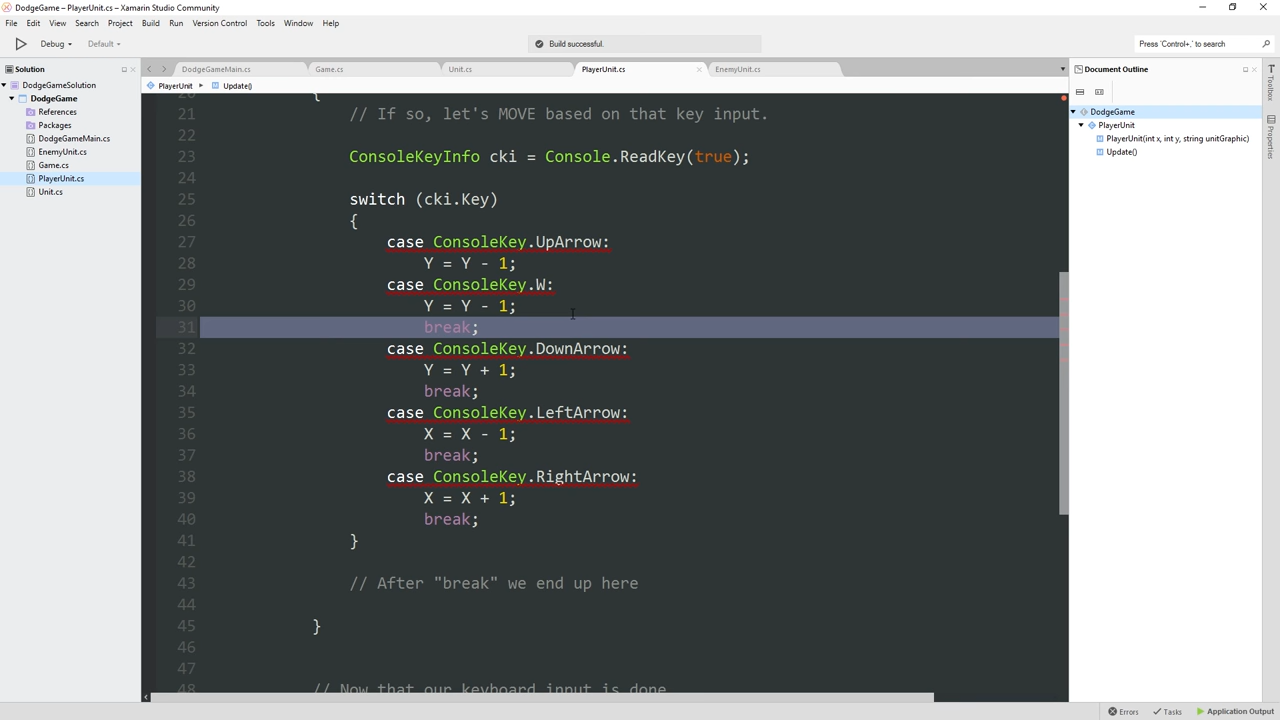 DodgeGame – PlayerUnit.cs – Xamarin Studio Community
File Edit View Search Project Build Run Version Control Tools Window Help
Debug Default Build successful. Press 'Control+,' to search
Solution DodgeGameMain.cs Game.cs Unit.cs PlayerUnit.cs EnemyUnit.cs Document Outline
PlayerUnit Update()
DodgeGameSolution
DodgeGame
References
Packages
DodgeGameMain.cs
EnemyUnit.cs
Game.cs
PlayerUnit.cs
Unit.cs
20 {
21 // If so, let's MOVE based on that key input.
22
23 ConsoleKeyInfo cki = Console.ReadKey(true);
24
25 switch (cki.Key)
26 {
27 case ConsoleKey.UpArrow:
28 Y = Y - 1;
29 case ConsoleKey.W:
30 Y = Y - 1;
31 break;
32 case ConsoleKey.DownArrow:
33 Y = Y + 1;
34 break;
35 case ConsoleKey.LeftArrow:
36 X = X - 1;
37 break;
38 case ConsoleKey.RightArrow:
39 X = X + 1;
40 break;
41 }
42
43 // After "break" we end up here
44
45 }
46
47
48 // Now that our keyboard input is done
DodgeGame
PlayerUnit
PlayerUnit(int x, int y, string unitGraphic)
Update()
Toolbox
Properties
Errors Tasks Application Output